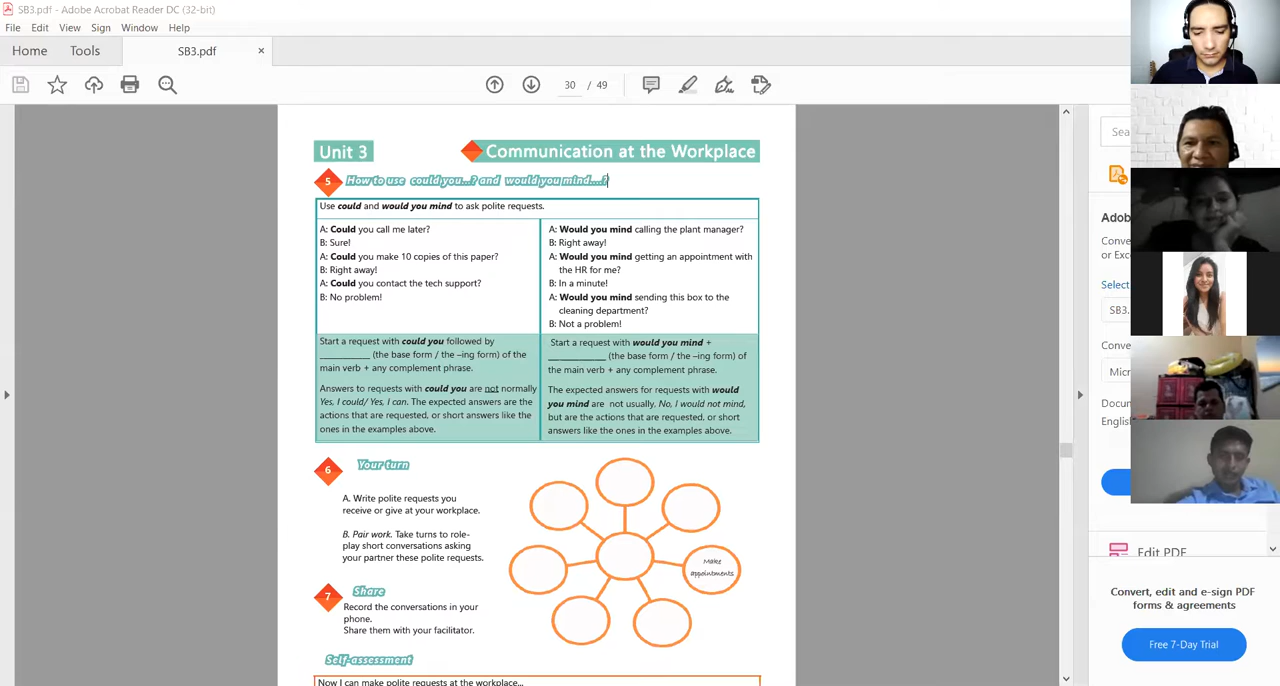 SB3.pdf - Adobe Acrobat Reader DC (32-bit)
File Edit View Sign Window Help
Home Tools SB3.pdf ×
30 / 49
Unit 3 Communication at the Workplace
5 How to use could you...? and would you mind....?
Use could and would you mind to ask polite requests.
A: Could you call me later?
B: Sure!
A: Could you make 10 copies of this paper?
B: Right away!
A: Could you contact the tech support?
B: No problem!
A: Would you mind calling the plant manager?
B: Right away!
A: Would you mind getting an appointment with
the HR for me?
B: In a minute!
A: Would you mind sending this box to the
cleaning department?
B: Not a problem!
Start a request with could you followed by
___________ (the base form / the –ing form) of the
main verb + any complement phrase.
Answers to requests with could you are not normally
Yes, I could/ Yes, I can. The expected answers are the
actions that are requested, or short answers like the
ones in the examples above.
Start a request with would you mind +
____________ (the base form / the –ing form) of
the main verb + any complement phrase.
The expected answers for requests with would
you mind are not usually. No, I would not mind,
but are the actions that are requested, or short
answers like the ones in the examples above.
6 Your turn
A. Write polite requests you
receive or give at your workplace.
B. Pair work. Take turns to role-
play short conversations asking
your partner these polite requests.
Make
appointments
7 Share
Record the conversations in your
phone.
Share them with your facilitator.
Self-assessment
Now I can make polite requests at the workplace...
Sea
Adob
Conve
or Exc
Select
SB3.
Conve
Micr
Docum
English
Edit PDF
Convert, edit and e-sign PDF
forms & agreements
Free 7-Day Trial